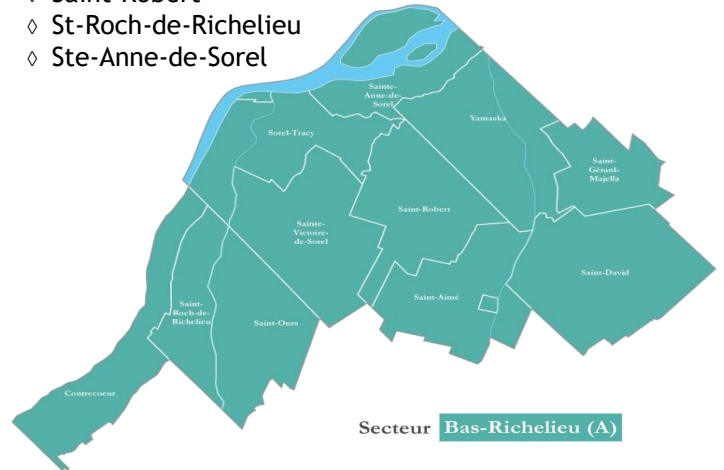 ◊ Saint-Robert
◊ St-Roch-de-Richelieu
◊ Ste-Anne-de-Sorel
Sainte-
Anne-de-
Sorel
Yamaska
Sorel-Tracy
Saint-
Gérard-
Majella
Saint-Robert
Sainte-
Victoire-
de-Sorel
Saint-David
Saint-Aimé
Saint-
Roch-de-
Richelieu
Saint-Ours
Contrecoeur
Secteur Bas-Richelieu (A)